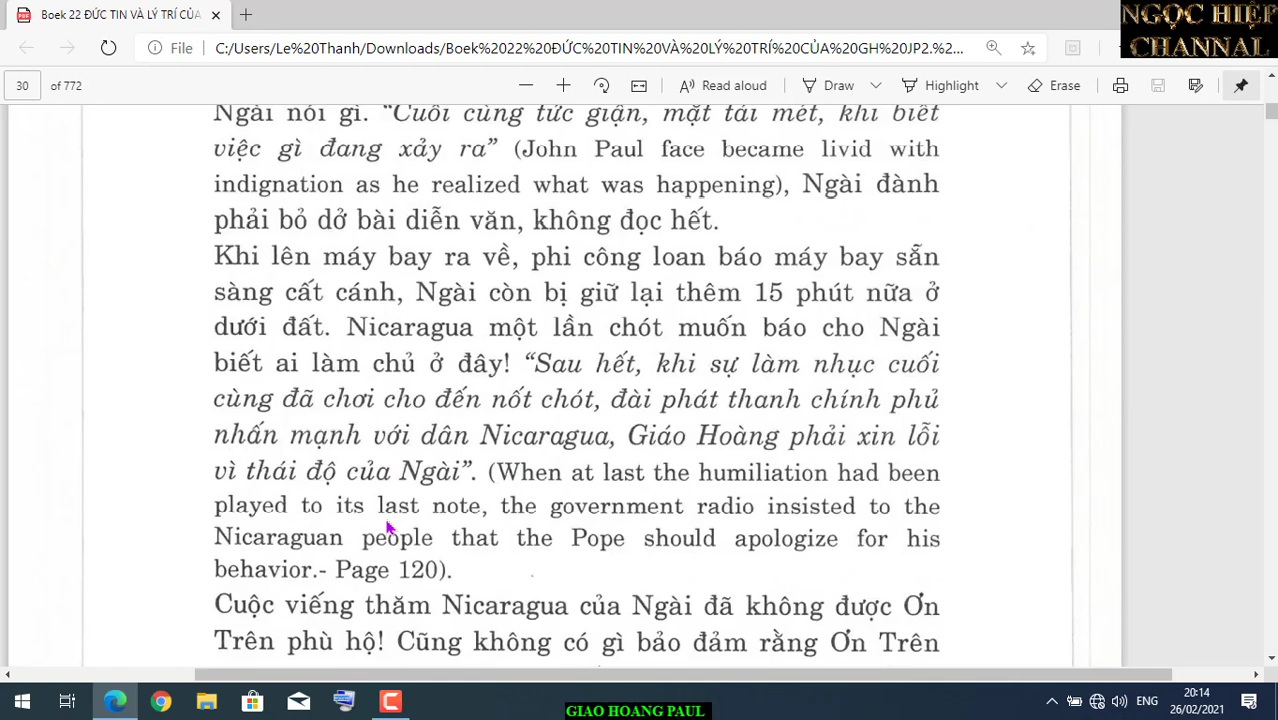 Boek 22 ĐỨC TIN VÀ LÝ TRÍ CỦA
NGỌC HIỆP
CHANNAL
File
C:/Users/Le%20Thanh/Downloads/Boek%2022%20ĐỨC%20TIN%20VÀ%20LÝ%20TRÍ%20CỦA%20GH%20JP2.%...
30 of 772
Read aloud
Draw
Highlight
Erase
Ngài nói gì. “Cuối cùng tức giận, mặt tái mét, khi biết
việc gì đang xảy ra” (John Paul face became livid with
indignation as he realized what was happening), Ngài đành
phải bỏ dở bài diễn văn, không đọc hết.
Khi lên máy bay ra về, phi công loan báo máy bay sẵn
sàng cất cánh, Ngài còn bị giữ lại thêm 15 phút nữa ở
dưới đất. Nicaragua một lần chót muốn báo cho Ngài
biết ai làm chủ ở đây! “Sau hết, khi sự làm nhục cuối
cùng đã chơi cho đến nốt chót, đài phát thanh chính phủ
nhấn mạnh với dân Nicaragua, Giáo Hoàng phải xin lỗi
vì thái độ của Ngài”. (When at last the humiliation had been
played to its last note, the government radio insisted to the
Nicaraguan people that the Pope should apologize for his
behavior.- Page 120).
Cuộc viếng thăm Nicaragua của Ngài đã không được Ơn
Trên phù hộ! Cũng không có gì bảo đảm rằng Ơn Trên
ENG
20:14
26/02/2021
GIAO HOANG PAUL